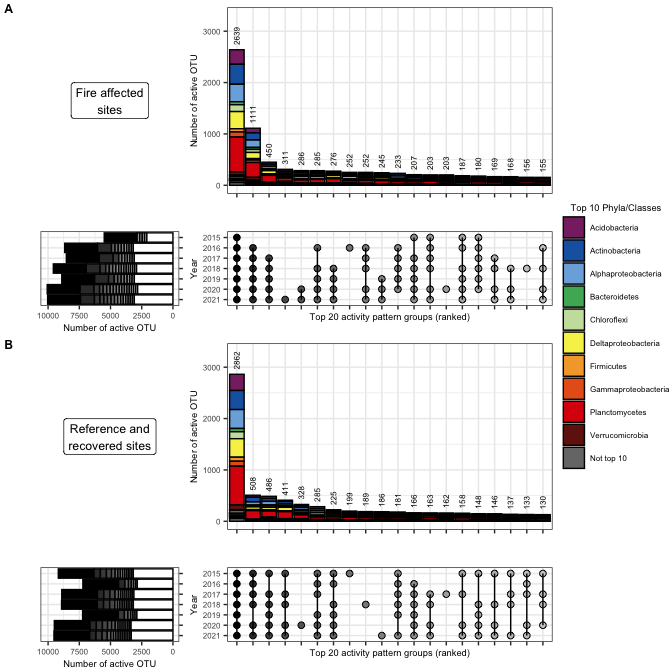 A
Fire affected
sites
Number of active OTU
3000
2000
1000
0
2639
1111
450
311
286
285
276
252
252
245
233
207
203
203
187
180
169
168
156
155
Year
2015
2016
2017
2018
2019
2020
2021
10000
7500
5000
2500
0
Number of active OTU
Top 20 activity pattern groups (ranked)
B
Reference and
recovered sites
Number of active OTU
3000
2000
1000
0
2862
508
486
411
328
285
225
199
189
186
181
166
163
162
158
148
146
137
133
130
Year
2015
2016
2017
2018
2019
2020
2021
10000
7500
5000
2500
0
Number of active OTU
Top 20 activity pattern groups (ranked)
Top 10 Phyla/Classes
Acidobacteria
Actinobacteria
Alphaproteobacteria
Bacteroidetes
Chloroflexi
Deltaproteobacteria
Firmicutes
Gammaproteobacteria
Planctomycetes
Verrucomicrobia
Not top 10